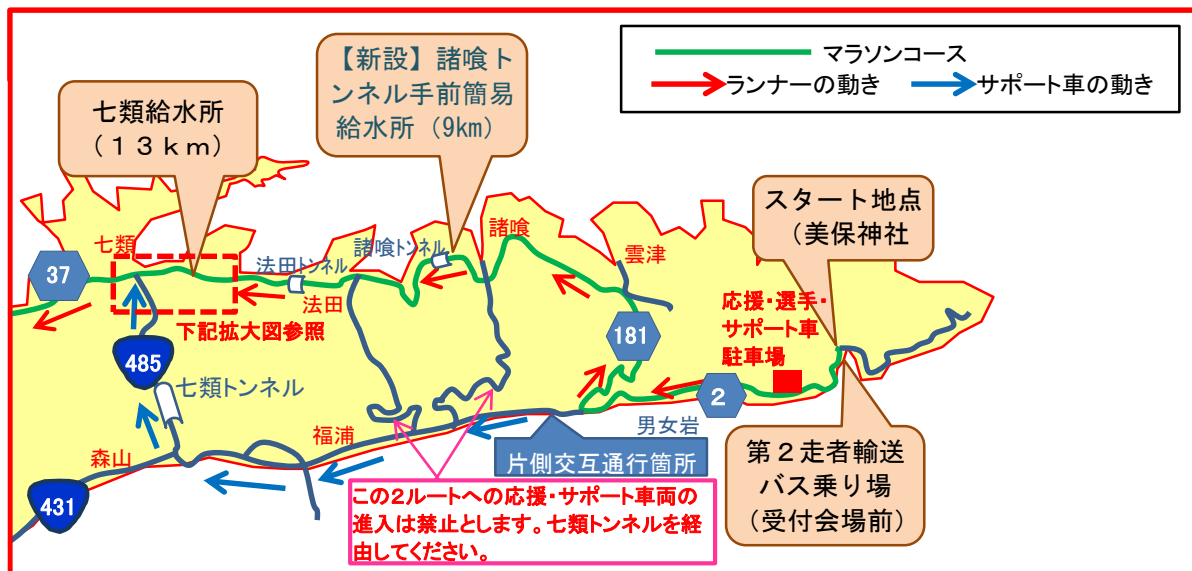 マラソンコース
ランナーの動き
サポート車の動き
【新設】諸喰ト
ンネル手前簡易
給水所（9㎞）
七類給水所
（１３ｋｍ）
スタート地点
（美保神社
七類
37
法田トンネル
法田
諸喰トンネル
諸喰
雲津
下記拡大図参照
応援・選手・
サポート車
駐車場
181
2
485
七類トンネル
福浦
男女岩
片側交互通行箇所
森山
431
この2ルートへの応援・サポート車両の
進入は禁止とします。七類トンネルを経
由してください。
第２走者輸送
バス乗り場
（受付会場前）